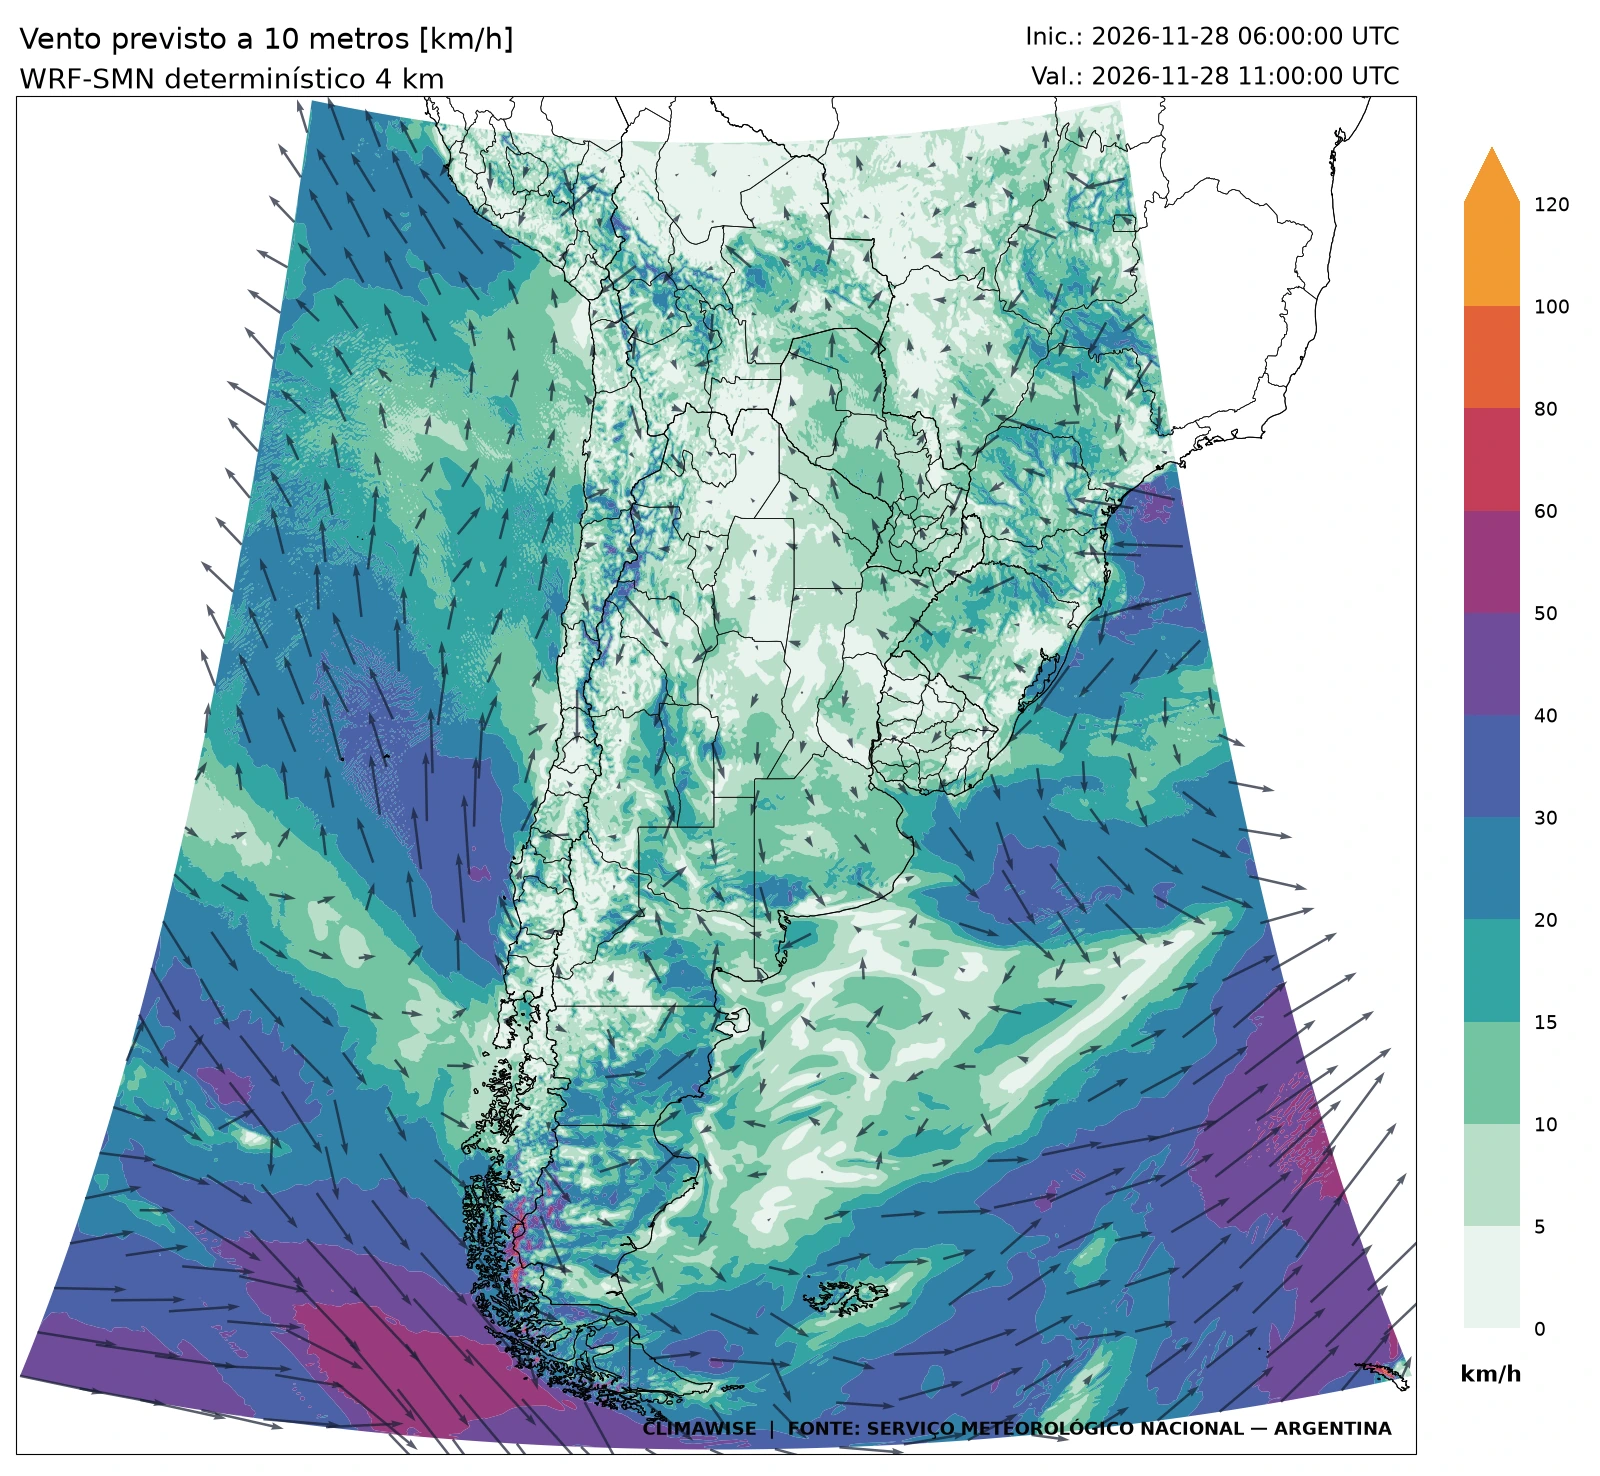 Vento previsto a 10 metros [km/h]
WRF-SMN determinístico 4 km
Inic.: 2026-11-28 06:00:00 UTC
Val.: 2026-11-28 11:00:00 UTC
120
100
80
60
50
40
30
20
15
10
5
0
km/h
CLIMAWISE | FONTE: SERVIÇO METEOROLÓGICO NACIONAL — ARGENTINA